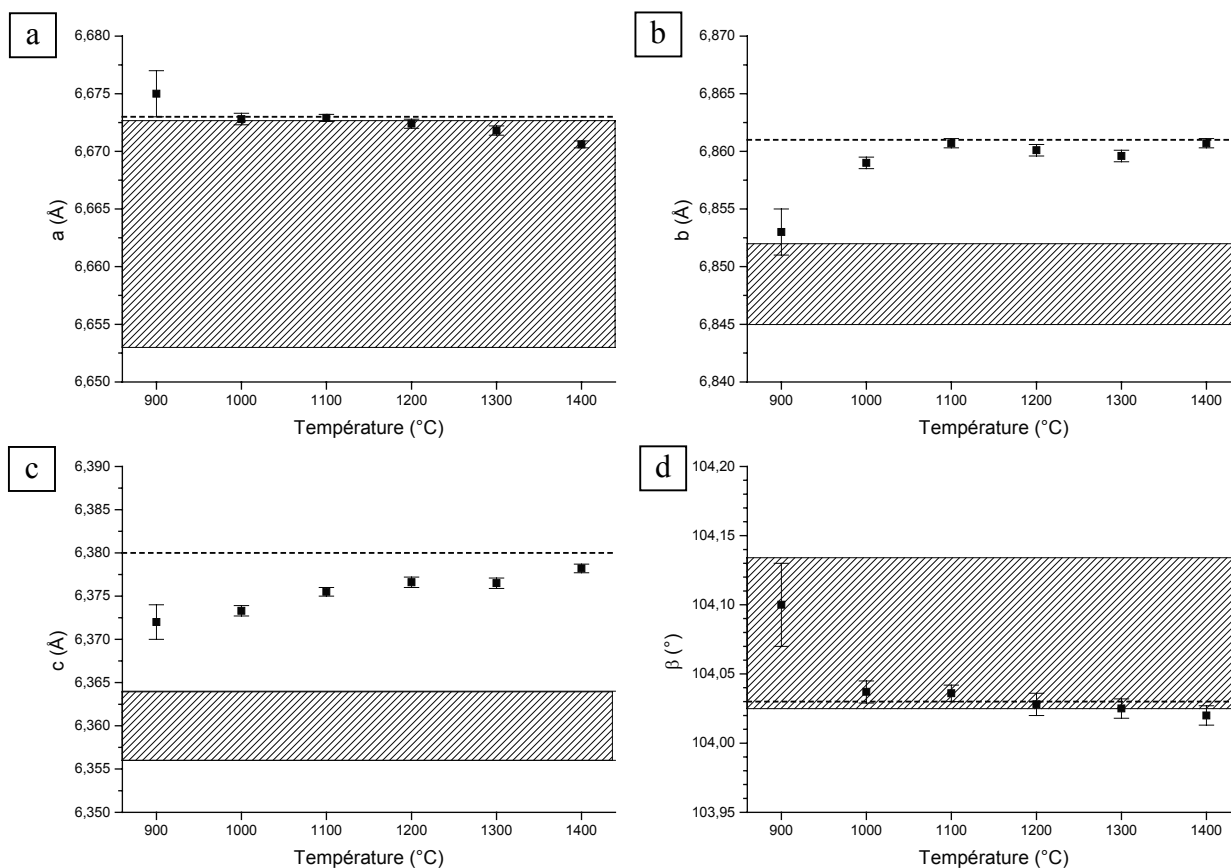 a
6,680
6,675
6,670
6,665
6,660
6,655
6,650
a (Å)
900 1000 1100 1200 1300 1400
Température (°C)
b
6,870
6,865
6,860
6,855
6,850
6,845
6,840
b (Å)
900 1000 1100 1200 1300 1400
Température (°C)
c
6,390
6,385
6,380
6,375
6,370
6,365
6,360
6,355
6,350
c (Å)
900 1000 1100 1200 1300 1400
Température (°C)
d
104,20
104,15
104,10
104,05
104,00
103,95
β (°)
900 1000 1100 1200 1300 1400
Température (°C)